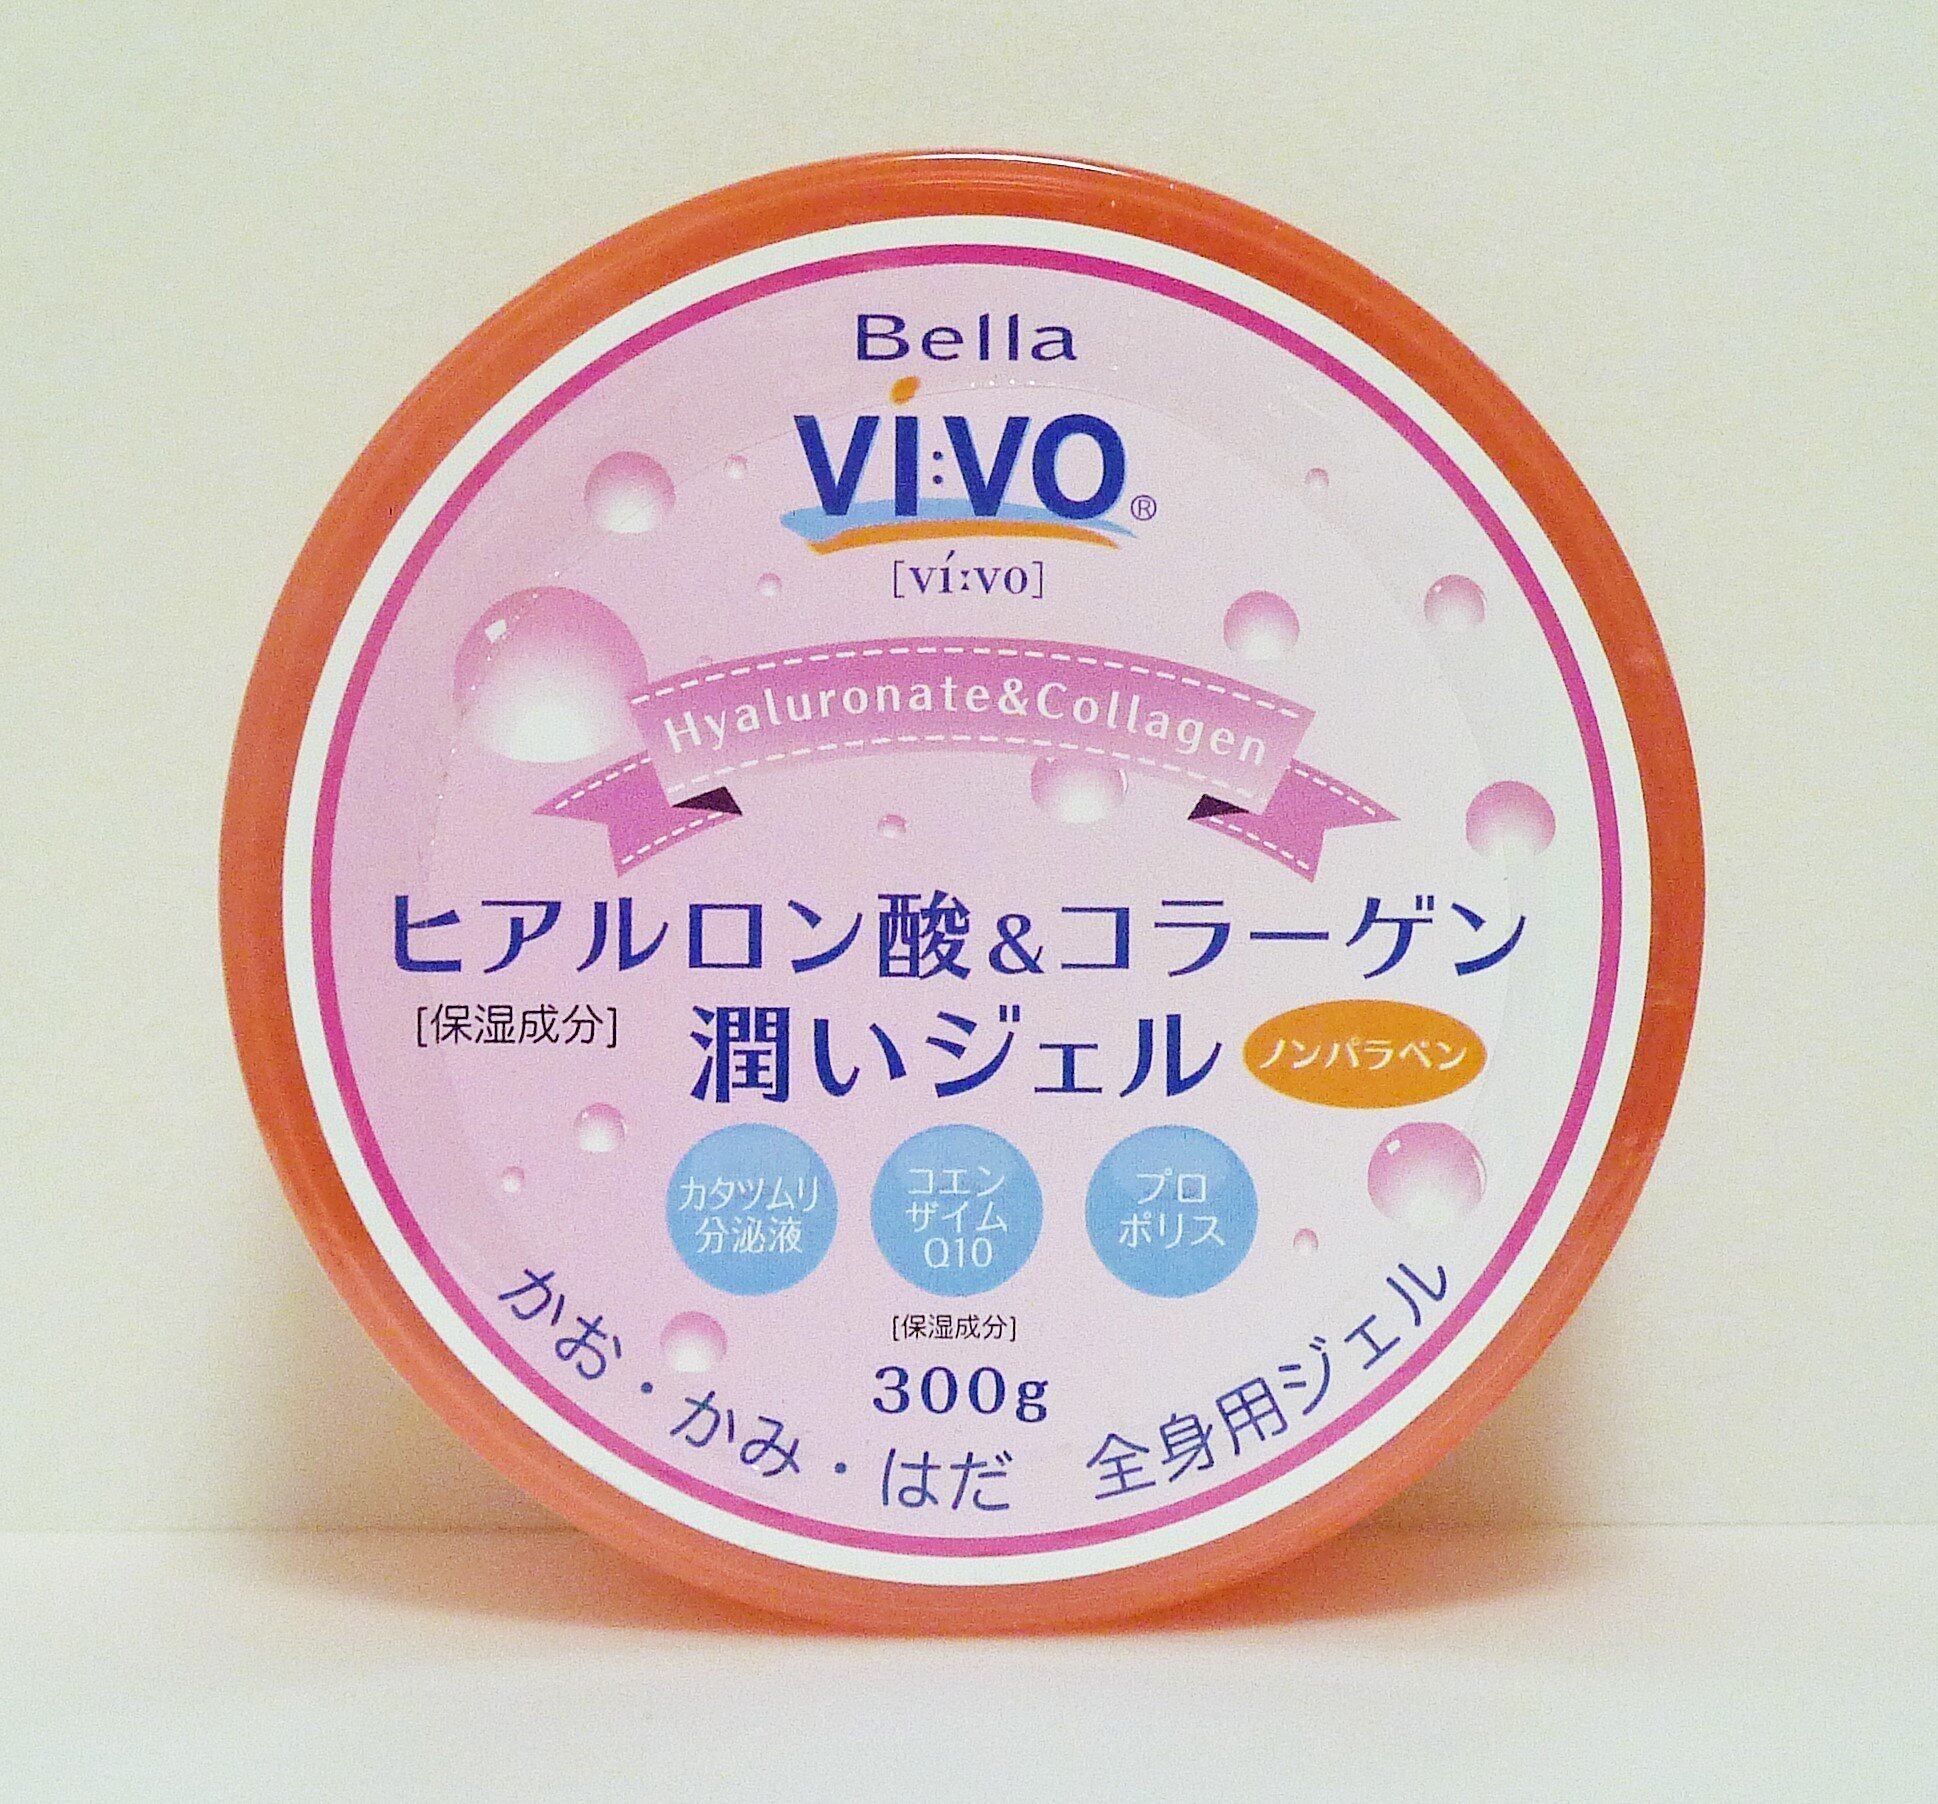 Bella
Vi:VO®
[ví:vo]
Hyaluronate&Collagen
ヒアルロン酸&コラーゲン
[保湿成分]
潤いジェル
ノンパラベン
カタツムリ
分泌液
コエン
ザイム
Q10
プロ
ポリス
[保湿成分]
300g
かお・かみ・はだ 全身用ジェル